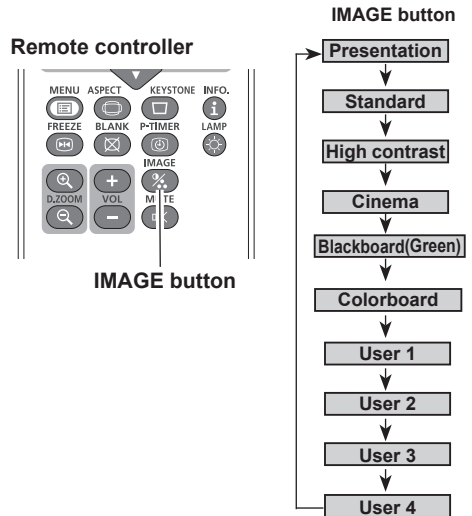 Remote controller
MENU ASPECT KEYSTONE INFO.
FREEZE BLANK P-TIMER LAMP
IMAGE
D.ZOOM VOL MUTE
IMAGE button
IMAGE button
Presentation
Standard
High contrast
Cinema
Blackboard(Green)
Colorboard
User 1
User 2
User 3
User 4